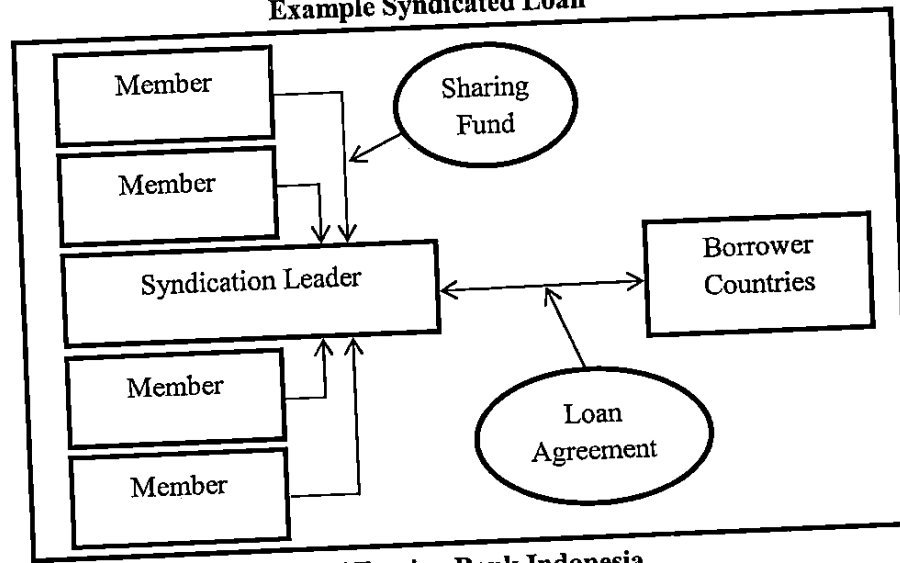 Example Syndicated Loan
Member
Sharing
Fund
Member
Syndication Leader
Borrower
Countries
Member
Loan
Agreement
Member
Bank Indonesia